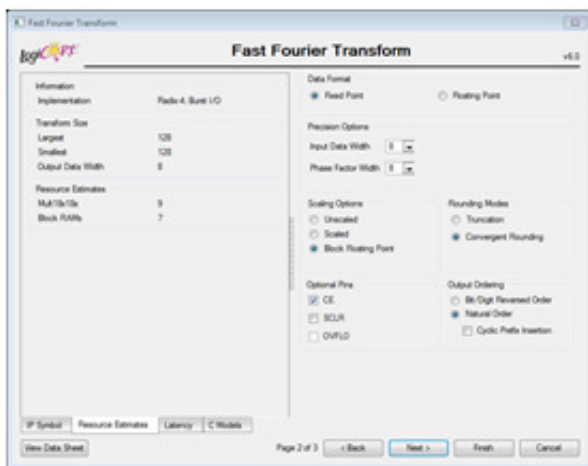 Fast Fourier Transform
logiCORE
Fast Fourier Transform
v6.0
Information
Implementation Radix-4, Burst I/O
Transform Size
Largest 128
Smallest 128
Output Data Width 8
Resource Estimates
Mult18x18s 9
Block RAMs 7
IP Symbol Resource Estimates Latency C Models
View Data Sheet
Data Format
Fixed Point Floating Point
Precision Options
Input Data Width 8
Phase Factor Width 8
Scaling Options
Unscaled
Scaled
Block Floating Point
Rounding Modes
Truncation
Convergent Rounding
Optional Pins
CE
SCLR
OVFLO
Output Ordering
Bit/Digit Reversed Order
Natural Order
Cyclic Prefix Insertion
Page 2 of 3 < Back Next > Finish Cancel